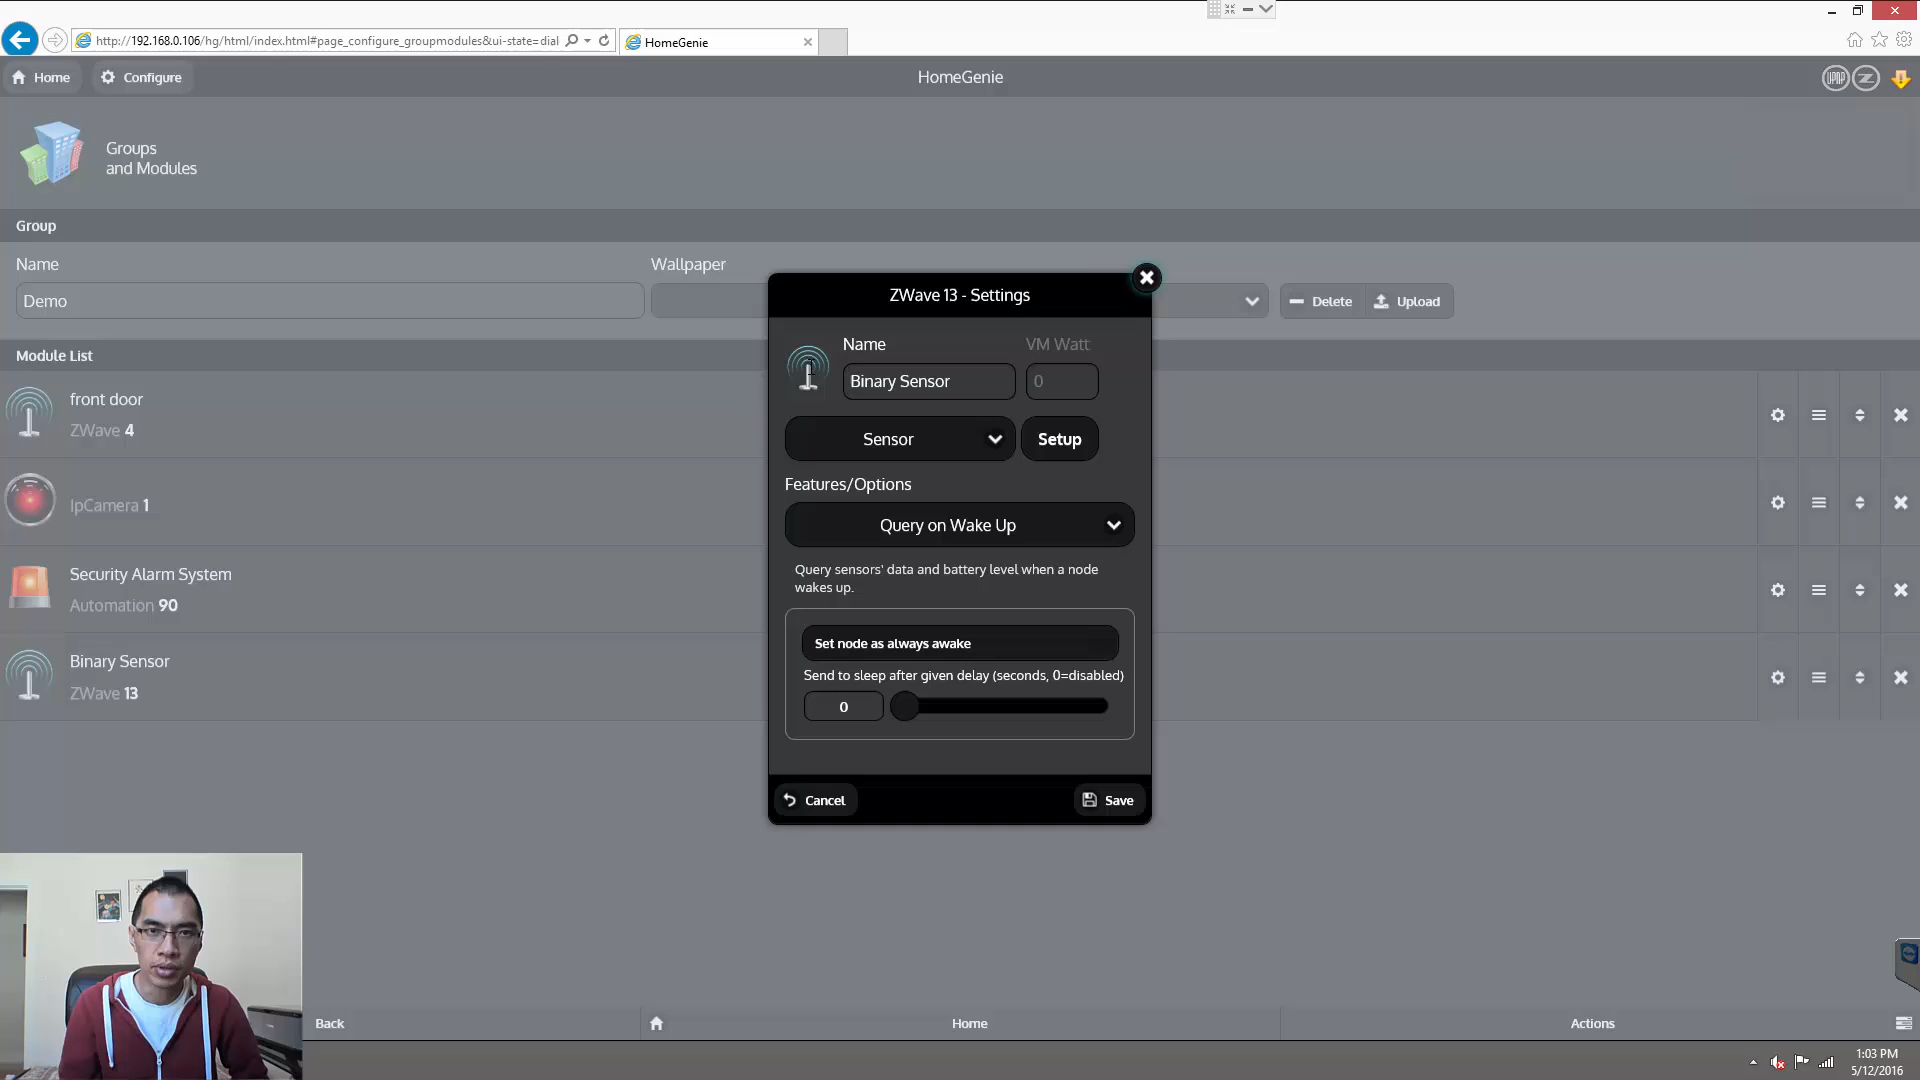 http://192.168.0.106/hg/html/index.html#page_configure_groupmodules&ui-state=dial
HomeGenie
Home
Configure
HomeGenie
UPNP
Z
Groups
and Modules
Group
Name
Wallpaper
Demo
Delete
Upload
Module List
front door
ZWave 4
IpCamera 1
Security Alarm System
Automation 90
Binary Sensor
ZWave 13
ZWave 13 - Settings
Name
VM Watt
Binary Sensor
0
Sensor
Setup
Features/Options
Query on Wake Up
Query sensors' data and battery level when a node
wakes up.
Set node as always awake
Send to sleep after given delay (seconds, 0=disabled)
0
Cancel
Save
Back
Home
Actions
1:03 PM
5/12/2016